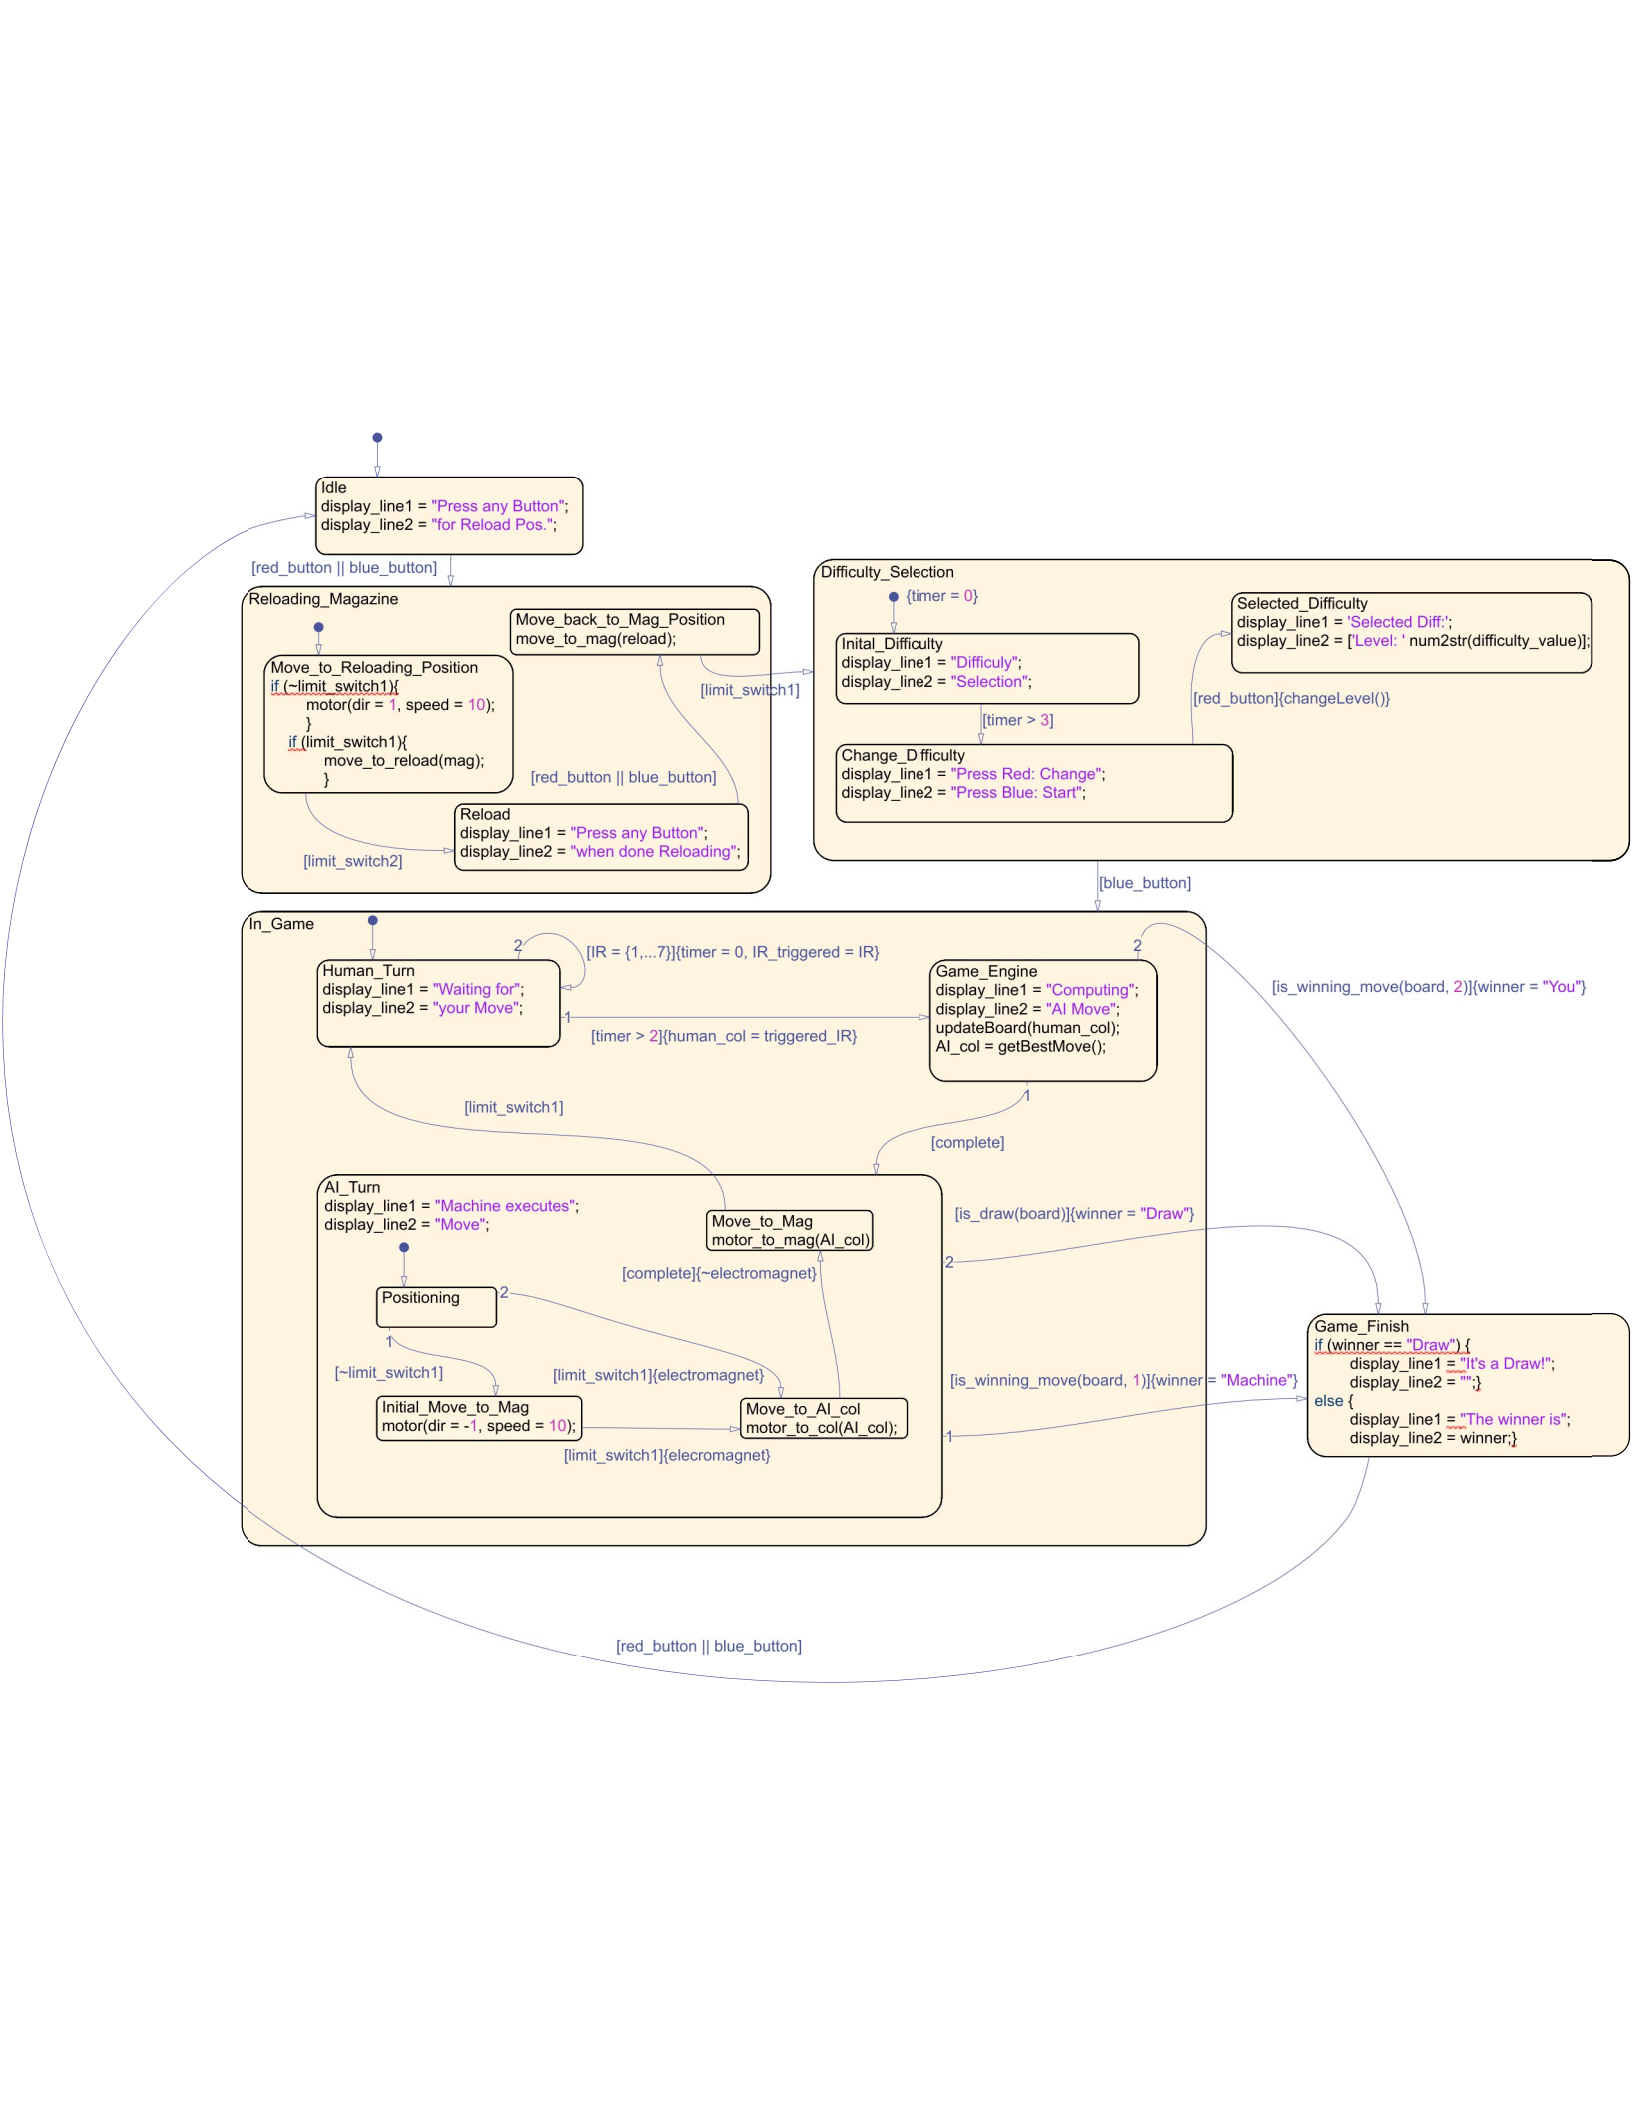 Idle
display_line1 = "Press any Button";
display_line2 = "for Reload Pos.";
[red_button || blue_button]
Reloading_Magazine
Move_to_Reloading_Position
if (~limit_switch1){
motor(dir = 1, speed = 10);
}
if (limit_switch1){
move_to_reload(mag);
}
Move_back_to_Mag_Position
move_to_mag(reload);
[limit_switch1]
[red_button || blue_button]
Reload
display_line1 = "Press any Button";
display_line2 = "when done Reloading";
[limit_switch2]
Difficulty_Selection
{timer = 0}
Inital_Difficulty
display_line1 = "Difficuly";
display_line2 = "Selection";
[timer > 3]
Change_Difficulty
display_line1 = "Press Red: Change";
display_line2 = "Press Blue: Start";
Selected_Difficulty
display_line1 = 'Selected Diff:';
display_line2 = ['Level: ' num2str(difficulty_value)];
[red_button]{changeLevel()}
[blue_button]
In_Game
2
[IR = {1,...7}]{timer = 0, IR_triggered = IR}
Human_Turn
display_line1 = "Waiting for";
display_line2 = "your Move";
1
[timer > 2]{human_col = triggered_IR}
2
Game_Engine
display_line1 = "Computing";
display_line2 = "AI Move";
updateBoard(human_col);
AI_col = getBestMove();
1
[is_winning_move(board, 2)]{winner = "You"}
[limit_switch1]
[complete]
AI_Turn
display_line1 = "Machine executes";
display_line2 = "Move";
Move_to_Mag
motor_to_mag(AI_col)
[complete]{~electromagnet}
Positioning
2
1
[~limit_switch1]
[limit_switch1]{electromagnet}
Initial_Move_to_Mag
motor(dir = -1, speed = 10);
Move_to_AI_col
motor_to_col(AI_col);
[limit_switch1]{elecromagnet}
[is_draw(board)]{winner = "Draw"}
2
[is_winning_move(board, 1)]{winner = "Machine"}
1
Game_Finish
if (winner == "Draw") {
display_line1 = "It's a Draw!";
display_line2 = "";}
else {
display_line1 = "The winner is";
display_line2 = winner;}
[red_button || blue_button]